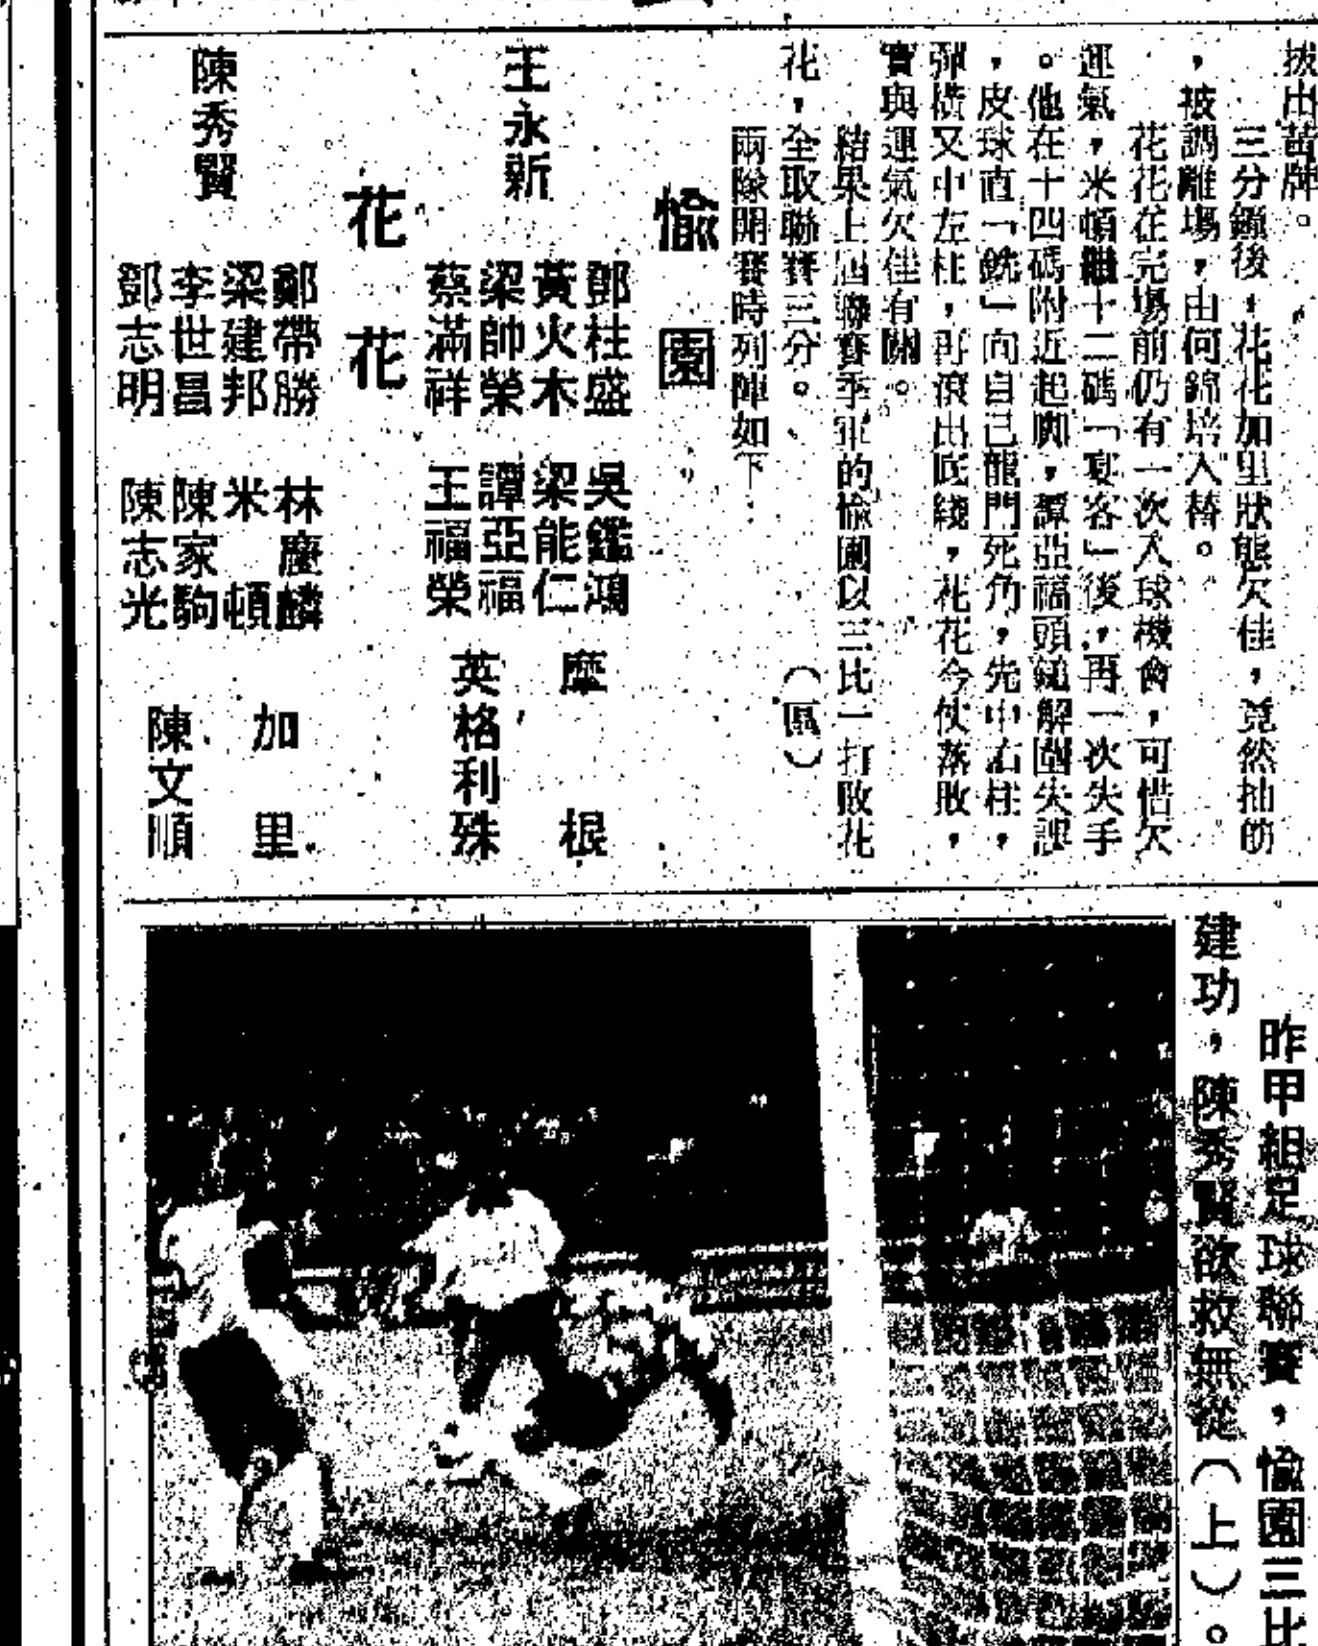 拔出黃牌。
三分鐘後，花花加里狀態欠佳，竟然抽筋
，被調離場，由何錦培入替。
花花在完場前仍有一次入球機會，可惜欠
運氣，米頓繼十二碼「宴客」後，再一次失手
。他在十四碼附近起脚，譚亞福頭鎚解圍失誤
，皮球直「銑」向自己龍門死角，先中右柱，
彈橫又中左柱，再滾出底綫，花花今仗落敗，
實與運氣欠佳有關。
結果上屆聯賽季軍的愉園以三比一打敗花
花，全取聯賽三分。（區）
兩隊開賽時列陣如下：
愉園
鄧柱盛　吳鑑鴻
黃火木　梁能仁　摩根
王永新
梁帥榮　譚亞福
蔡滿祥　王福榮　英格利殊
花花
鄭帶勝　林慶麟
梁建邦　米頓　加里
陳秀賢
李世昌　陳家駒
鄧志明　陳志光　陳文順
昨甲組足球聯賽，愉園三比
建功，陳秀賢欲救無從（上）。